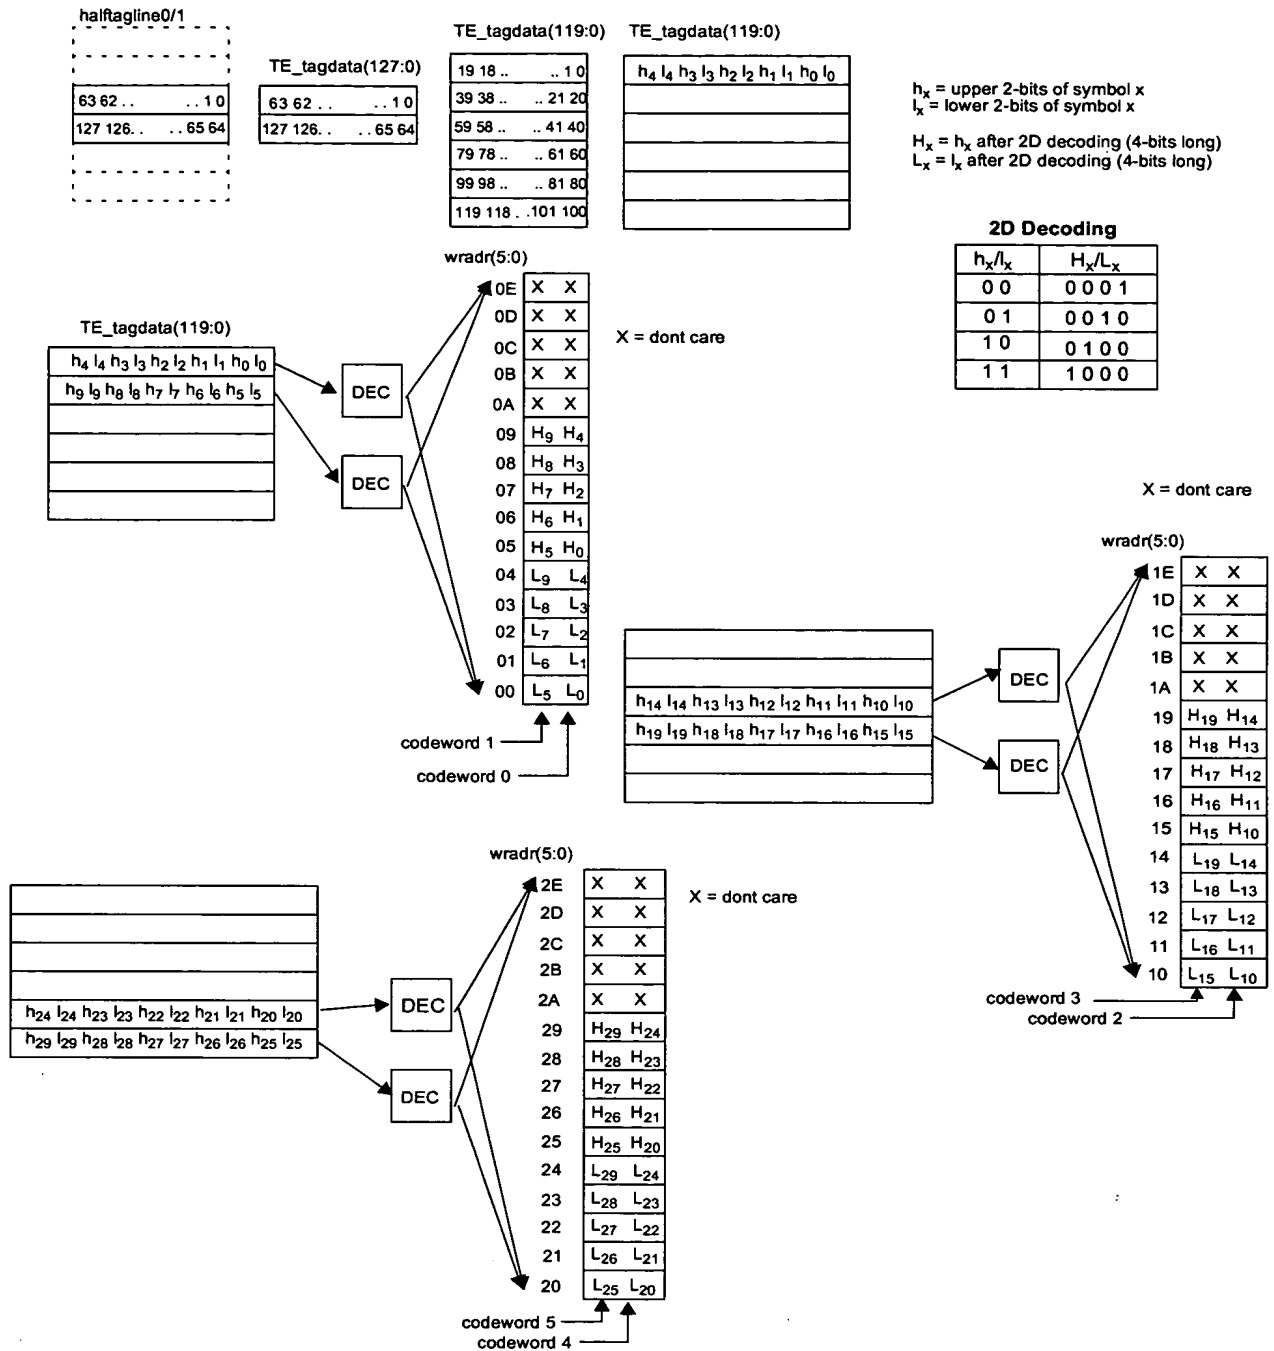 halftagline0/1
63 62 . . . . 1 0
127 126. . . . 65 64
TE_tagdata(127:0)
63 62 . . . . 1 0
127 126. . . . 65 64
TE_tagdata(119:0)
19 18 .. .. 1 0
39 38 .. .. 21 20
59 58 .. .. 41 40
79 78 .. .. 61 60
99 98 .. .. 81 80
119 118 . . 101 100
TE_tagdata(119:0)
h4 l4 h3 l3 h2 l2 h1 l1 h0 l0
hx = upper 2-bits of symbol x
lx = lower 2-bits of symbol x
Hx = hx after 2D decoding (4-bits long)
Lx = lx after 2D decoding (4-bits long)
2D Decoding
hx/lx Hx/Lx
0 0 0 0 0 1
0 1 0 0 1 0
1 0 0 1 0 0
1 1 1 0 0 0
TE_tagdata(119:0)
h4 l4 h3 l3 h2 l2 h1 l1 h0 l0
h9 l9 h8 l8 h7 l7 h6 l6 h5 l5
DEC
DEC
wradr(5:0)
0E X X
0D X X
0C X X
0B X X
0A X X
09 H9 H4
08 H8 H3
07 H7 H2
06 H6 H1
05 H5 H0
04 L9 L4
03 L8 L3
02 L7 L2
01 L6 L1
00 L5 L0
codeword 1
codeword 0
X = dont care
h14 l14 h13 l13 h12 l12 h11 l11 h10 l10
h19 l19 h18 l18 h17 l17 h16 l16 h15 l15
DEC
DEC
X = dont care
wradr(5:0)
1E X X
1D X X
1C X X
1B X X
1A X X
19 H19 H14
18 H18 H13
17 H17 H12
16 H16 H11
15 H15 H10
14 L19 L14
13 L18 L13
12 L17 L12
11 L16 L11
10 L15 L10
codeword 3
codeword 2
h24 l24 h23 l23 h22 l22 h21 l21 h20 l20
h29 l29 h28 l28 h27 l27 h26 l26 h25 l25
DEC
DEC
wradr(5:0)
2E X X
2D X X
2C X X
2B X X
2A X X
29 H29 H24
28 H28 H23
27 H27 H22
26 H26 H21
25 H25 H20
24 L29 L24
23 L28 L23
22 L27 L22
21 L26 L21
20 L25 L20
codeword 5
codeword 4
X = dont care